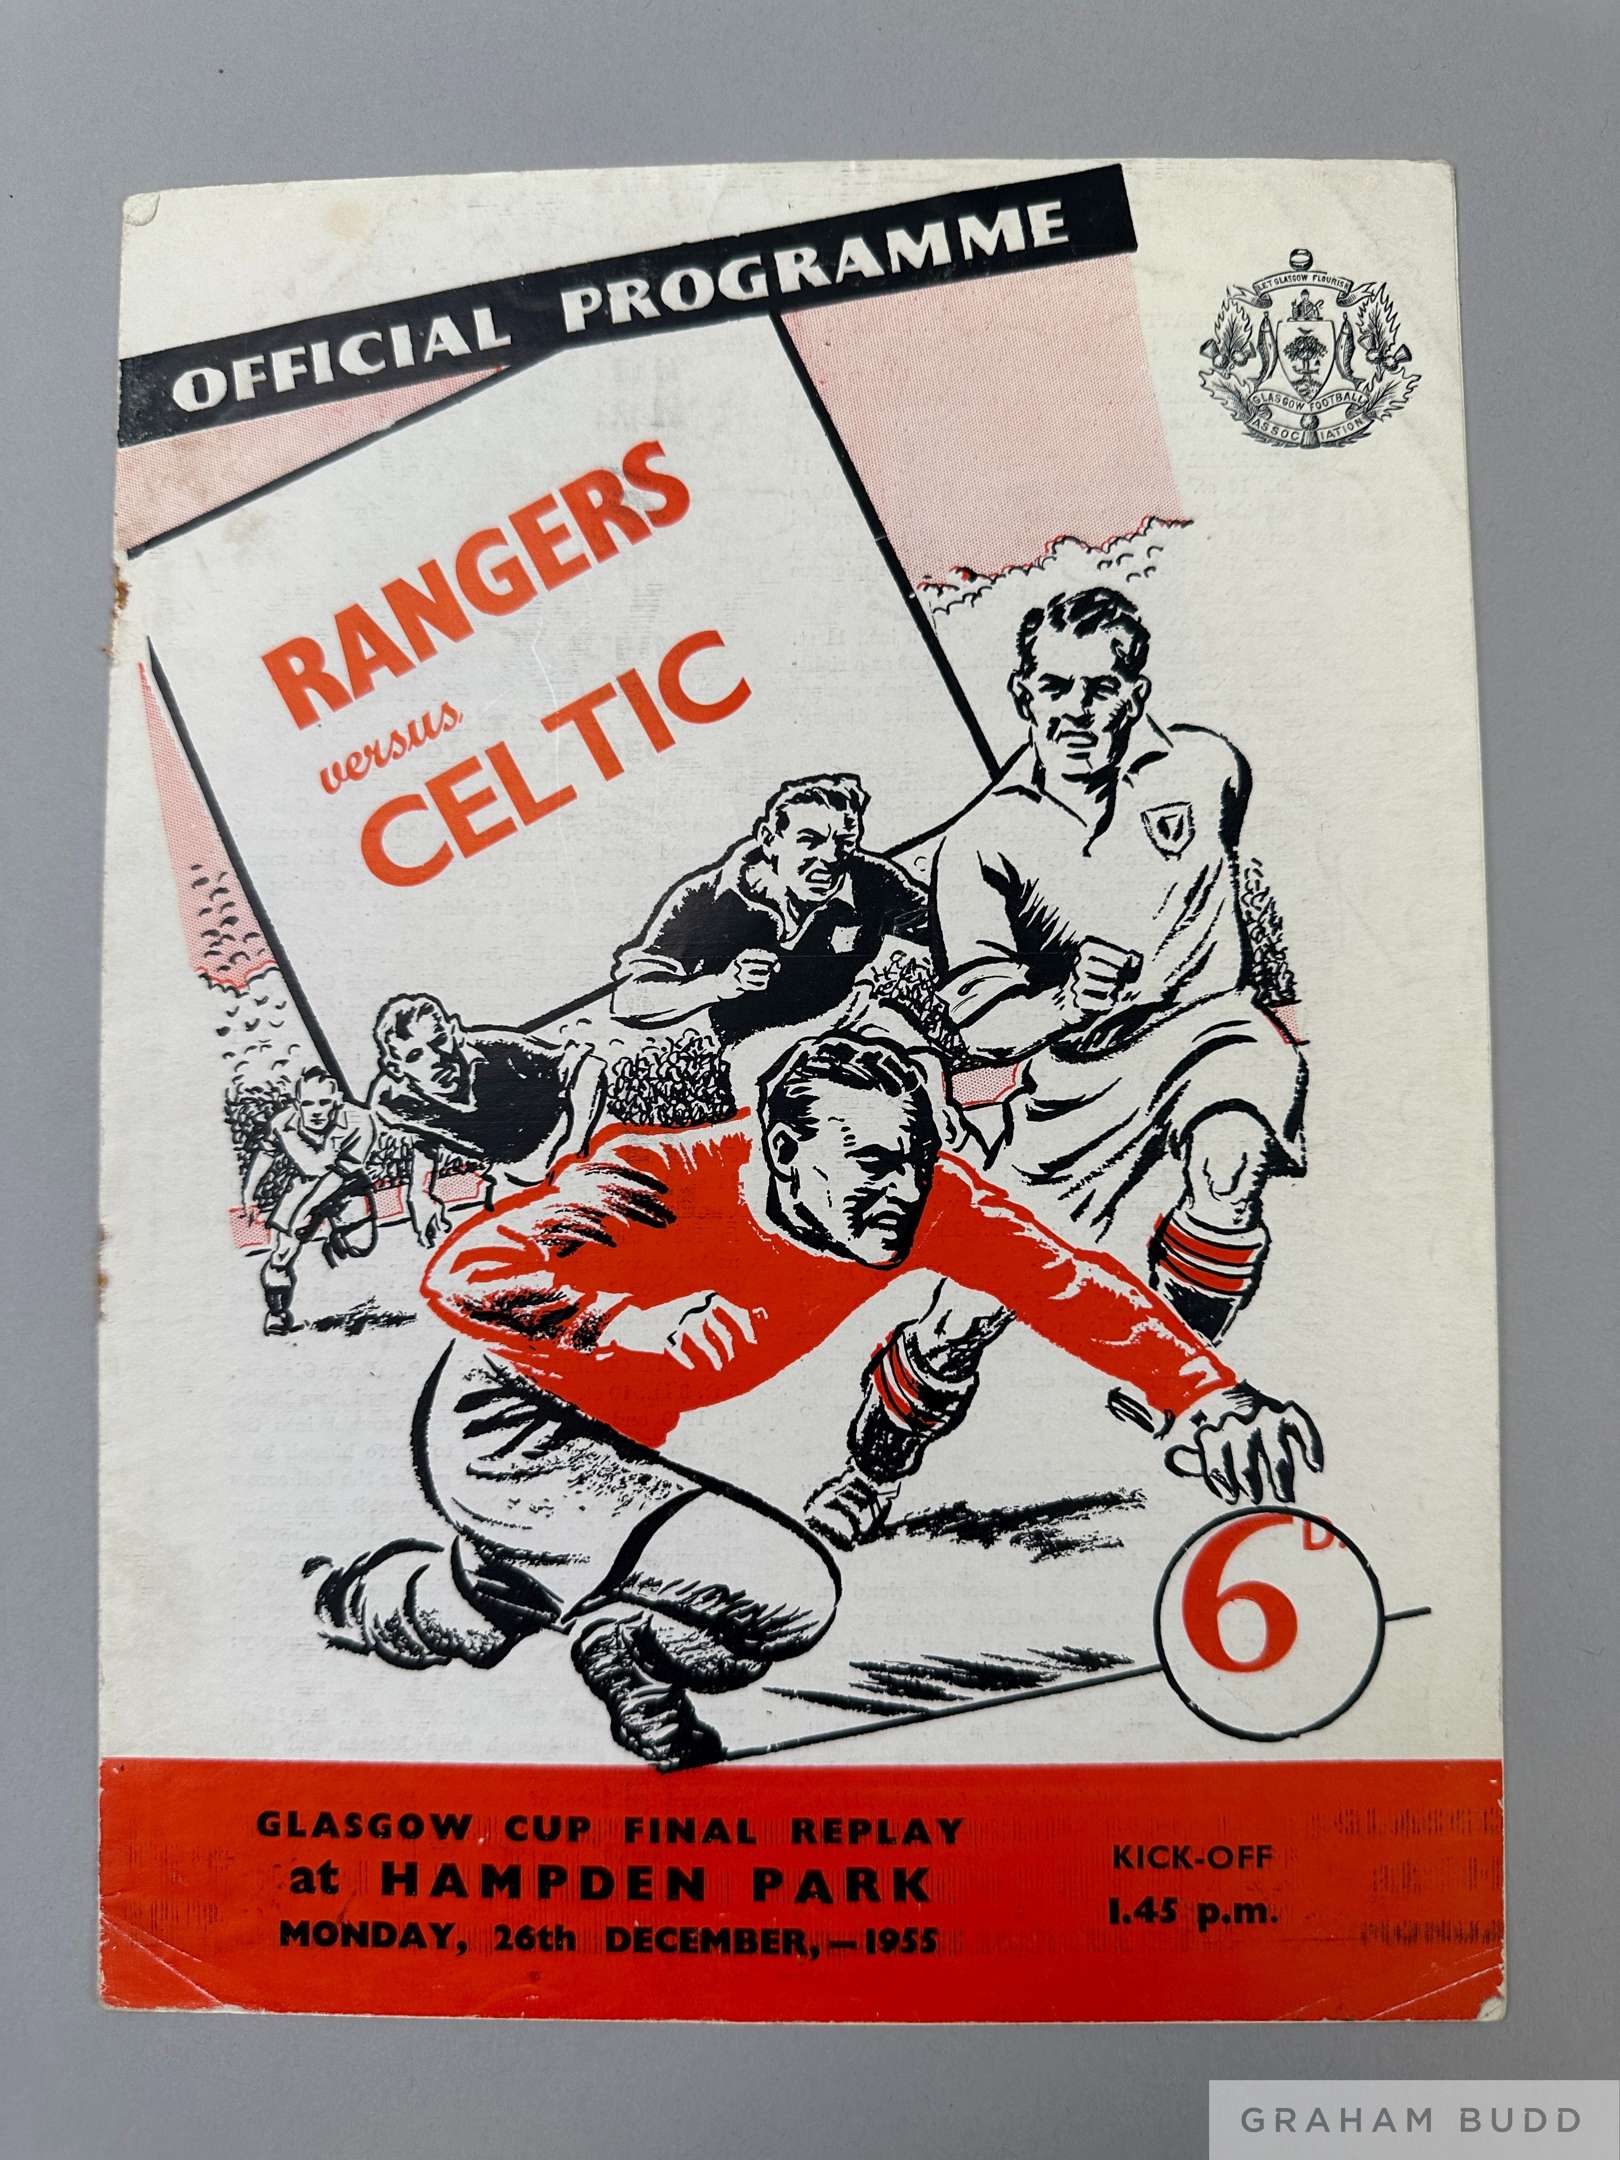 OFFICIAL PROGRAMME
LET GLASGOW FLOURISH
GLASGOW FOOTBALL
ASSOCIATION
RANGERS
versus
CELTIC
6D.
GLASGOW CUP FINAL REPLAY
at HAMPDEN PARK
MONDAY, 26th DECEMBER,—1955
KICK-OFF
1.45 p.m.
GRAHAM BUDD